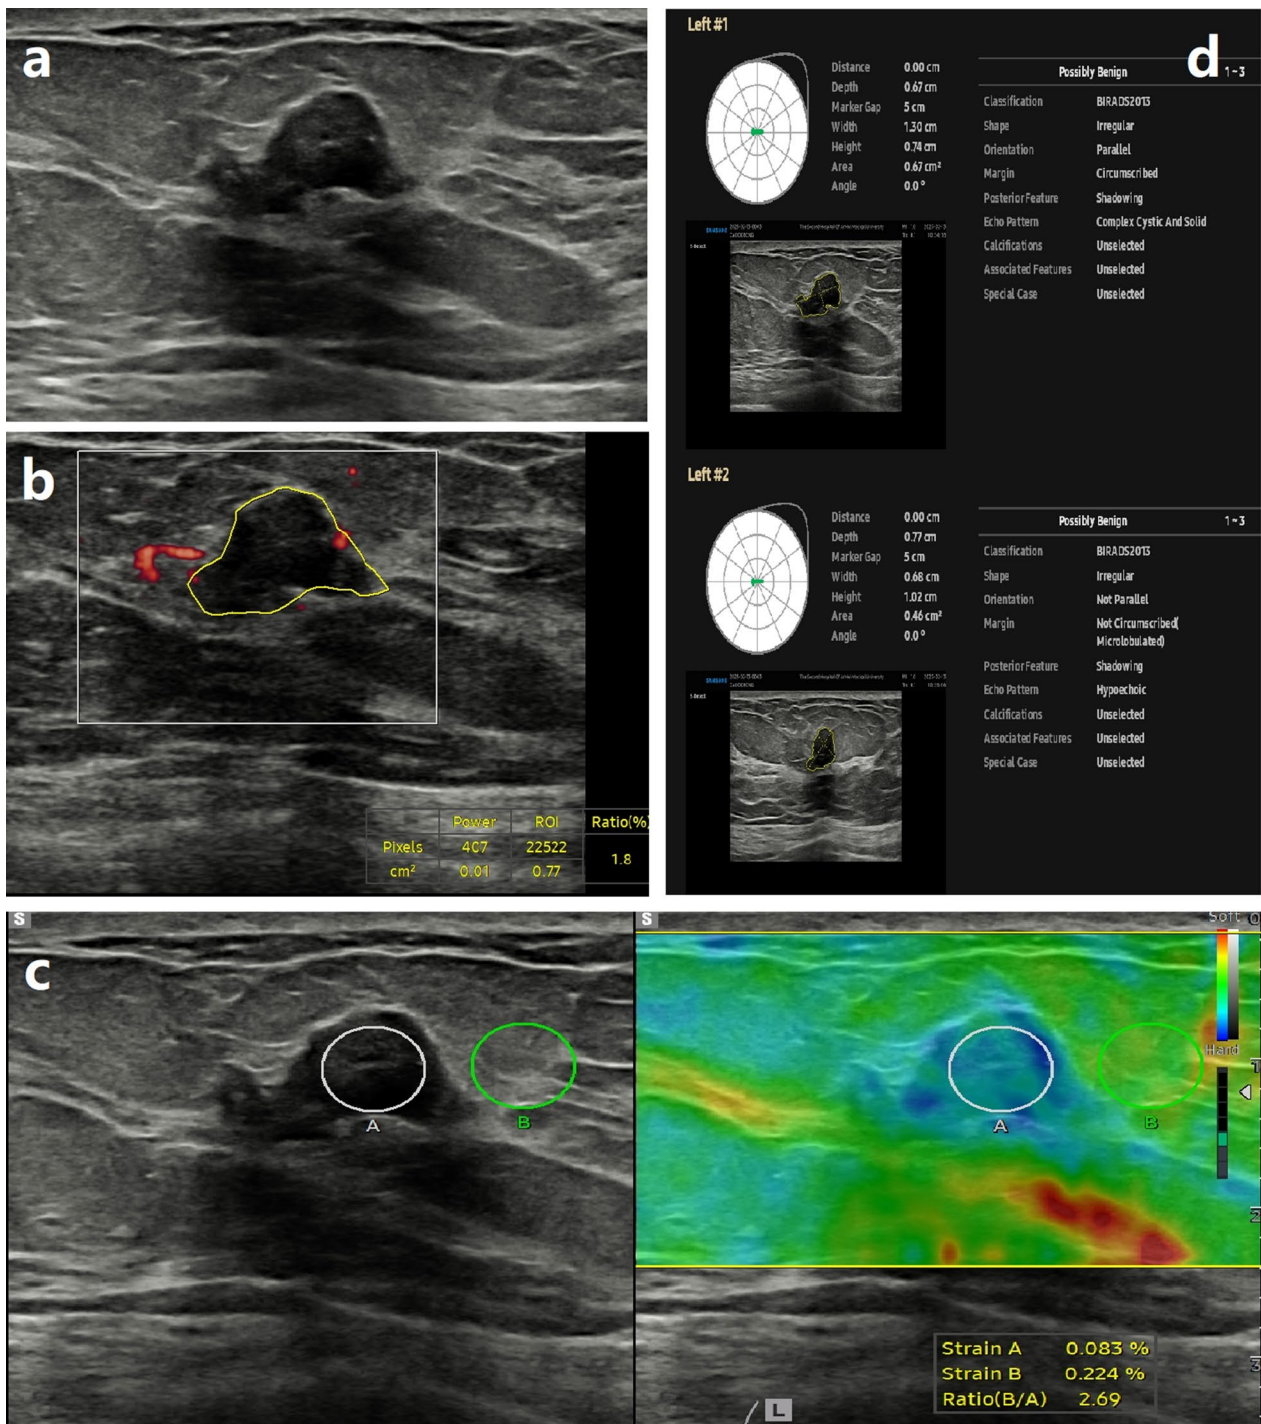 a
b
Power ROI Ratio(%)
Pixels 407 22522 1.8
cm² 0.01 0.77
Left #1
d
Distance 0.00 cm
Depth 0.67 cm
Marker Gap 5 cm
Width 1.30 cm
Height 0.74 cm
Area 0.67 cm²
Angle 0.0 °
Possibly Benign 1~3
Classification BIRADS2013
Shape Irregular
Orientation Parallel
Margin Circumscribed
Posterior Feature Shadowing
Echo Pattern Complex Cystic And Solid
Calcifications Unselected
Associated Features Unselected
Special Case Unselected
Left #2
Distance 0.00 cm
Depth 0.77 cm
Marker Gap 5 cm
Width 0.68 cm
Height 1.02 cm
Area 0.46 cm²
Angle 0.0 °
Possibly Benign 1~3
Classification BIRADS2013
Shape Irregular
Orientation Not Parallel
Margin Not Circumscribed(
Microlobulated)
Posterior Feature Shadowing
Echo Pattern Hypoechoic
Calcifications Unselected
Associated Features Unselected
Special Case Unselected
S
c
A
B
S
Soft
0
Hard
1
A
B
2
3
Strain A 0.083 %
Strain B 0.224 %
Ratio(B/A) 2.69
L